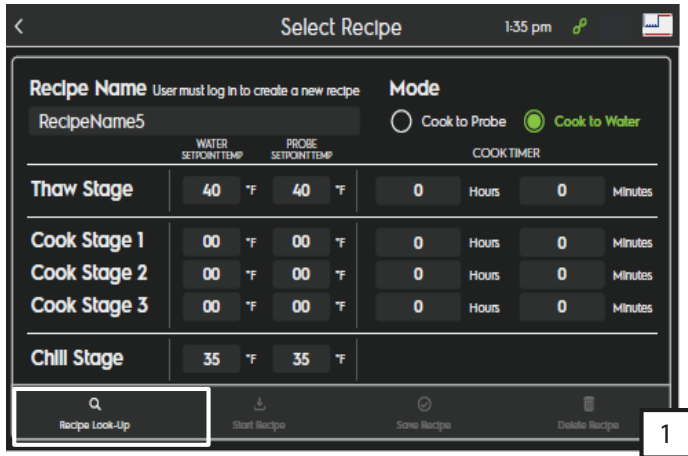 Select Recipe 1:35 pm
Recipe Name User must log in to create a new recipe Mode
RecipeName5 Cook to Probe Cook to Water
WATER SETPOINT TEMP PROBE SETPOINT TEMP COOK TIMER
Thaw Stage 40 °F 40 °F 0 Hours 0 Minutes
Cook Stage 1 00 °F 00 °F 0 Hours 0 Minutes
Cook Stage 2 00 °F 00 °F 0 Hours 0 Minutes
Cook Stage 3 00 °F 00 °F 0 Hours 0 Minutes
Chill Stage 35 °F 35 °F
Recipe Look-Up Start Recipe Save Recipe Delete Recipe
1